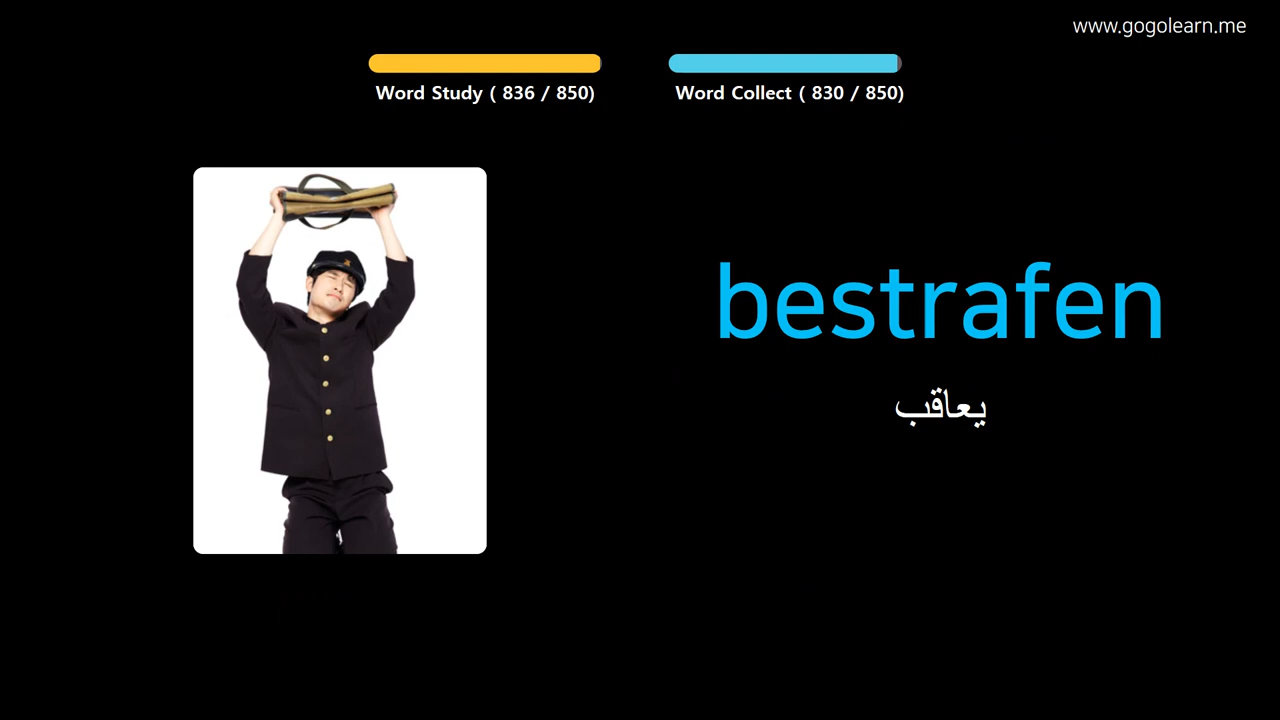 www.gogolearn.me
Word Study ( 836 / 850)
Word Collect ( 830 / 850)
bestrafen
يعاقب